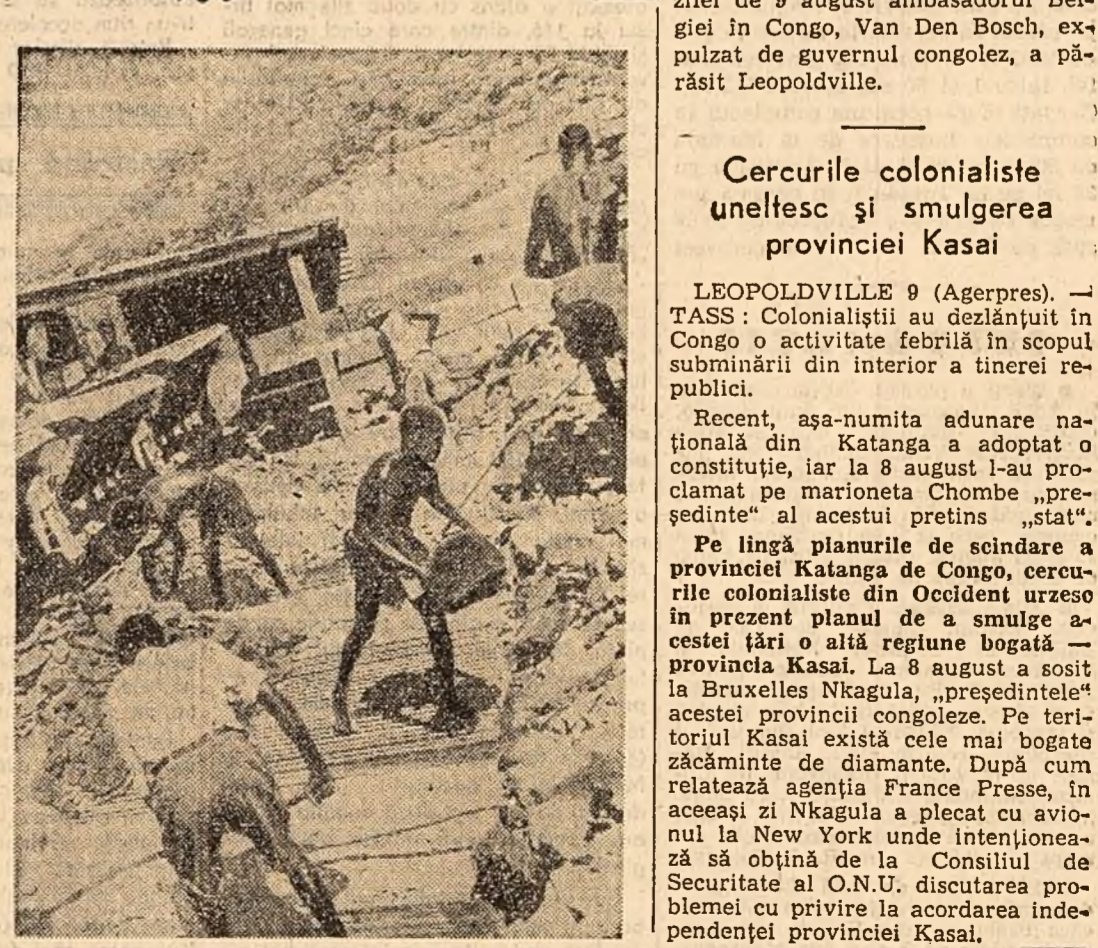 zilei de 9 august ambasadorul Bel-
giei în Congo, Van Den Bosch, ex-
pulzat de guvernul congolez, a pă-
răsit Leopoldville.
Cercurile colonialiste
uneltesc şi smulgerea
provinciei Kasai
LEOPOLDVILLE 9 (Agerpres). —
TASS : Colonialiştii au dezlănţuit în
Congo o activitate febrilă în scopul
subminării din interior a tinerei re-
publici.
Recent, aşa-numita adunare na-
ţională din Katanga a adoptat o
constituţie, iar la 8 august l-au pro-
clamat pe marioneta Chombe „pre-
şedinte“ al acestui pretins „stat“.
Pe lîngă planurile de scindare a
provinciei Katanga de Congo, cercu-
rile colonialiste din Occident urzesc
în prezent planul de a smulge a-
cestei ţări o altă regiune bogată —
provincia Kasai. La 8 august a sosit
la Bruxelles Nkagula, „preşedintele“
acestei provincii congoleze. Pe teri-
toriul Kasai există cele mai bogate
zăcăminte de diamante. După cum
relatează agenţia France Presse, în
aceeaşi zi Nkagula a plecat cu avio-
nul la New York unde intenţionea-
ză să obţină de la Consiliul de
Securitate al O.N.U. discutarea pro-
blemei cu privire la acordarea inde-
pendenţei provinciei Kasai.